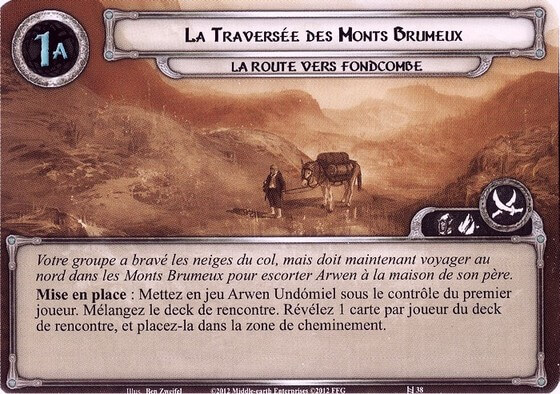 1A
La Traversée des Monts Brumeux
La Route vers Fondcombe
Votre groupe a bravé les neiges du col, mais doit maintenant voyager au
nord dans les Monts Brumeux pour escorter Arwen à la maison de son père.
Mise en place : Mettez en jeu Arwen Undómiel sous le contrôle du premier
joueur. Mélangez le deck de rencontre. Révélez 1 carte par joueur du deck
de rencontre, et placez-la dans la zone de cheminement.
Illus. Ben Zweifel ©2012 Middle-earth Enterprises ©2012 FFG 38